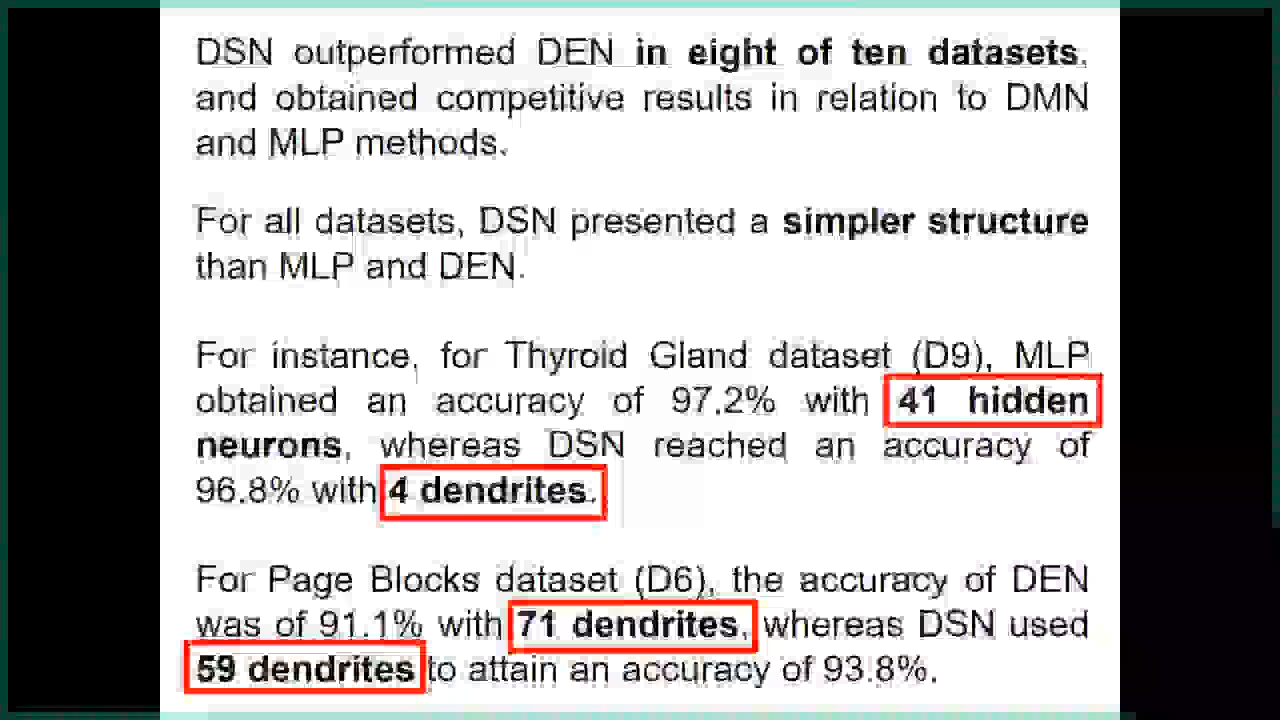 DSN outperformed DEN in eight of ten datasets,
and obtained competitive results in relation to DMN
and MLP methods.
For all datasets, DSN presented a simpler structure
than MLP and DEN.
For instance, for Thyroid Gland dataset (D9), MLP
obtained an accuracy of 97.2% with 41 hidden
neurons, whereas DSN reached an accuracy of
96.8% with 4 dendrites.
For Page Blocks dataset (D6), the accuracy of DEN
was of 91.1% with 71 dendrites, whereas DSN used
59 dendrites to attain an accuracy of 93.8%.